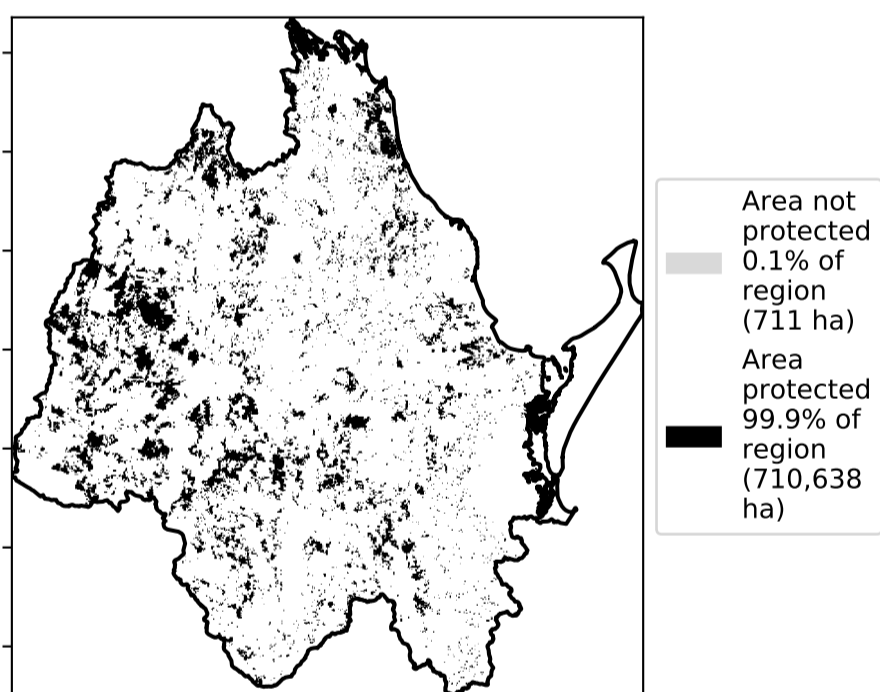 Area not
protected
0.1% of
region
(711 ha)
Area
protected
99.9% of
region
(710,638
ha)